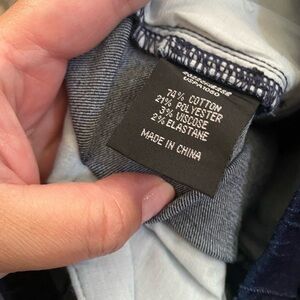 74% COTTON
21% POLYESTER
3% VISCOSE
2% ELASTANE
MADE IN CHINA